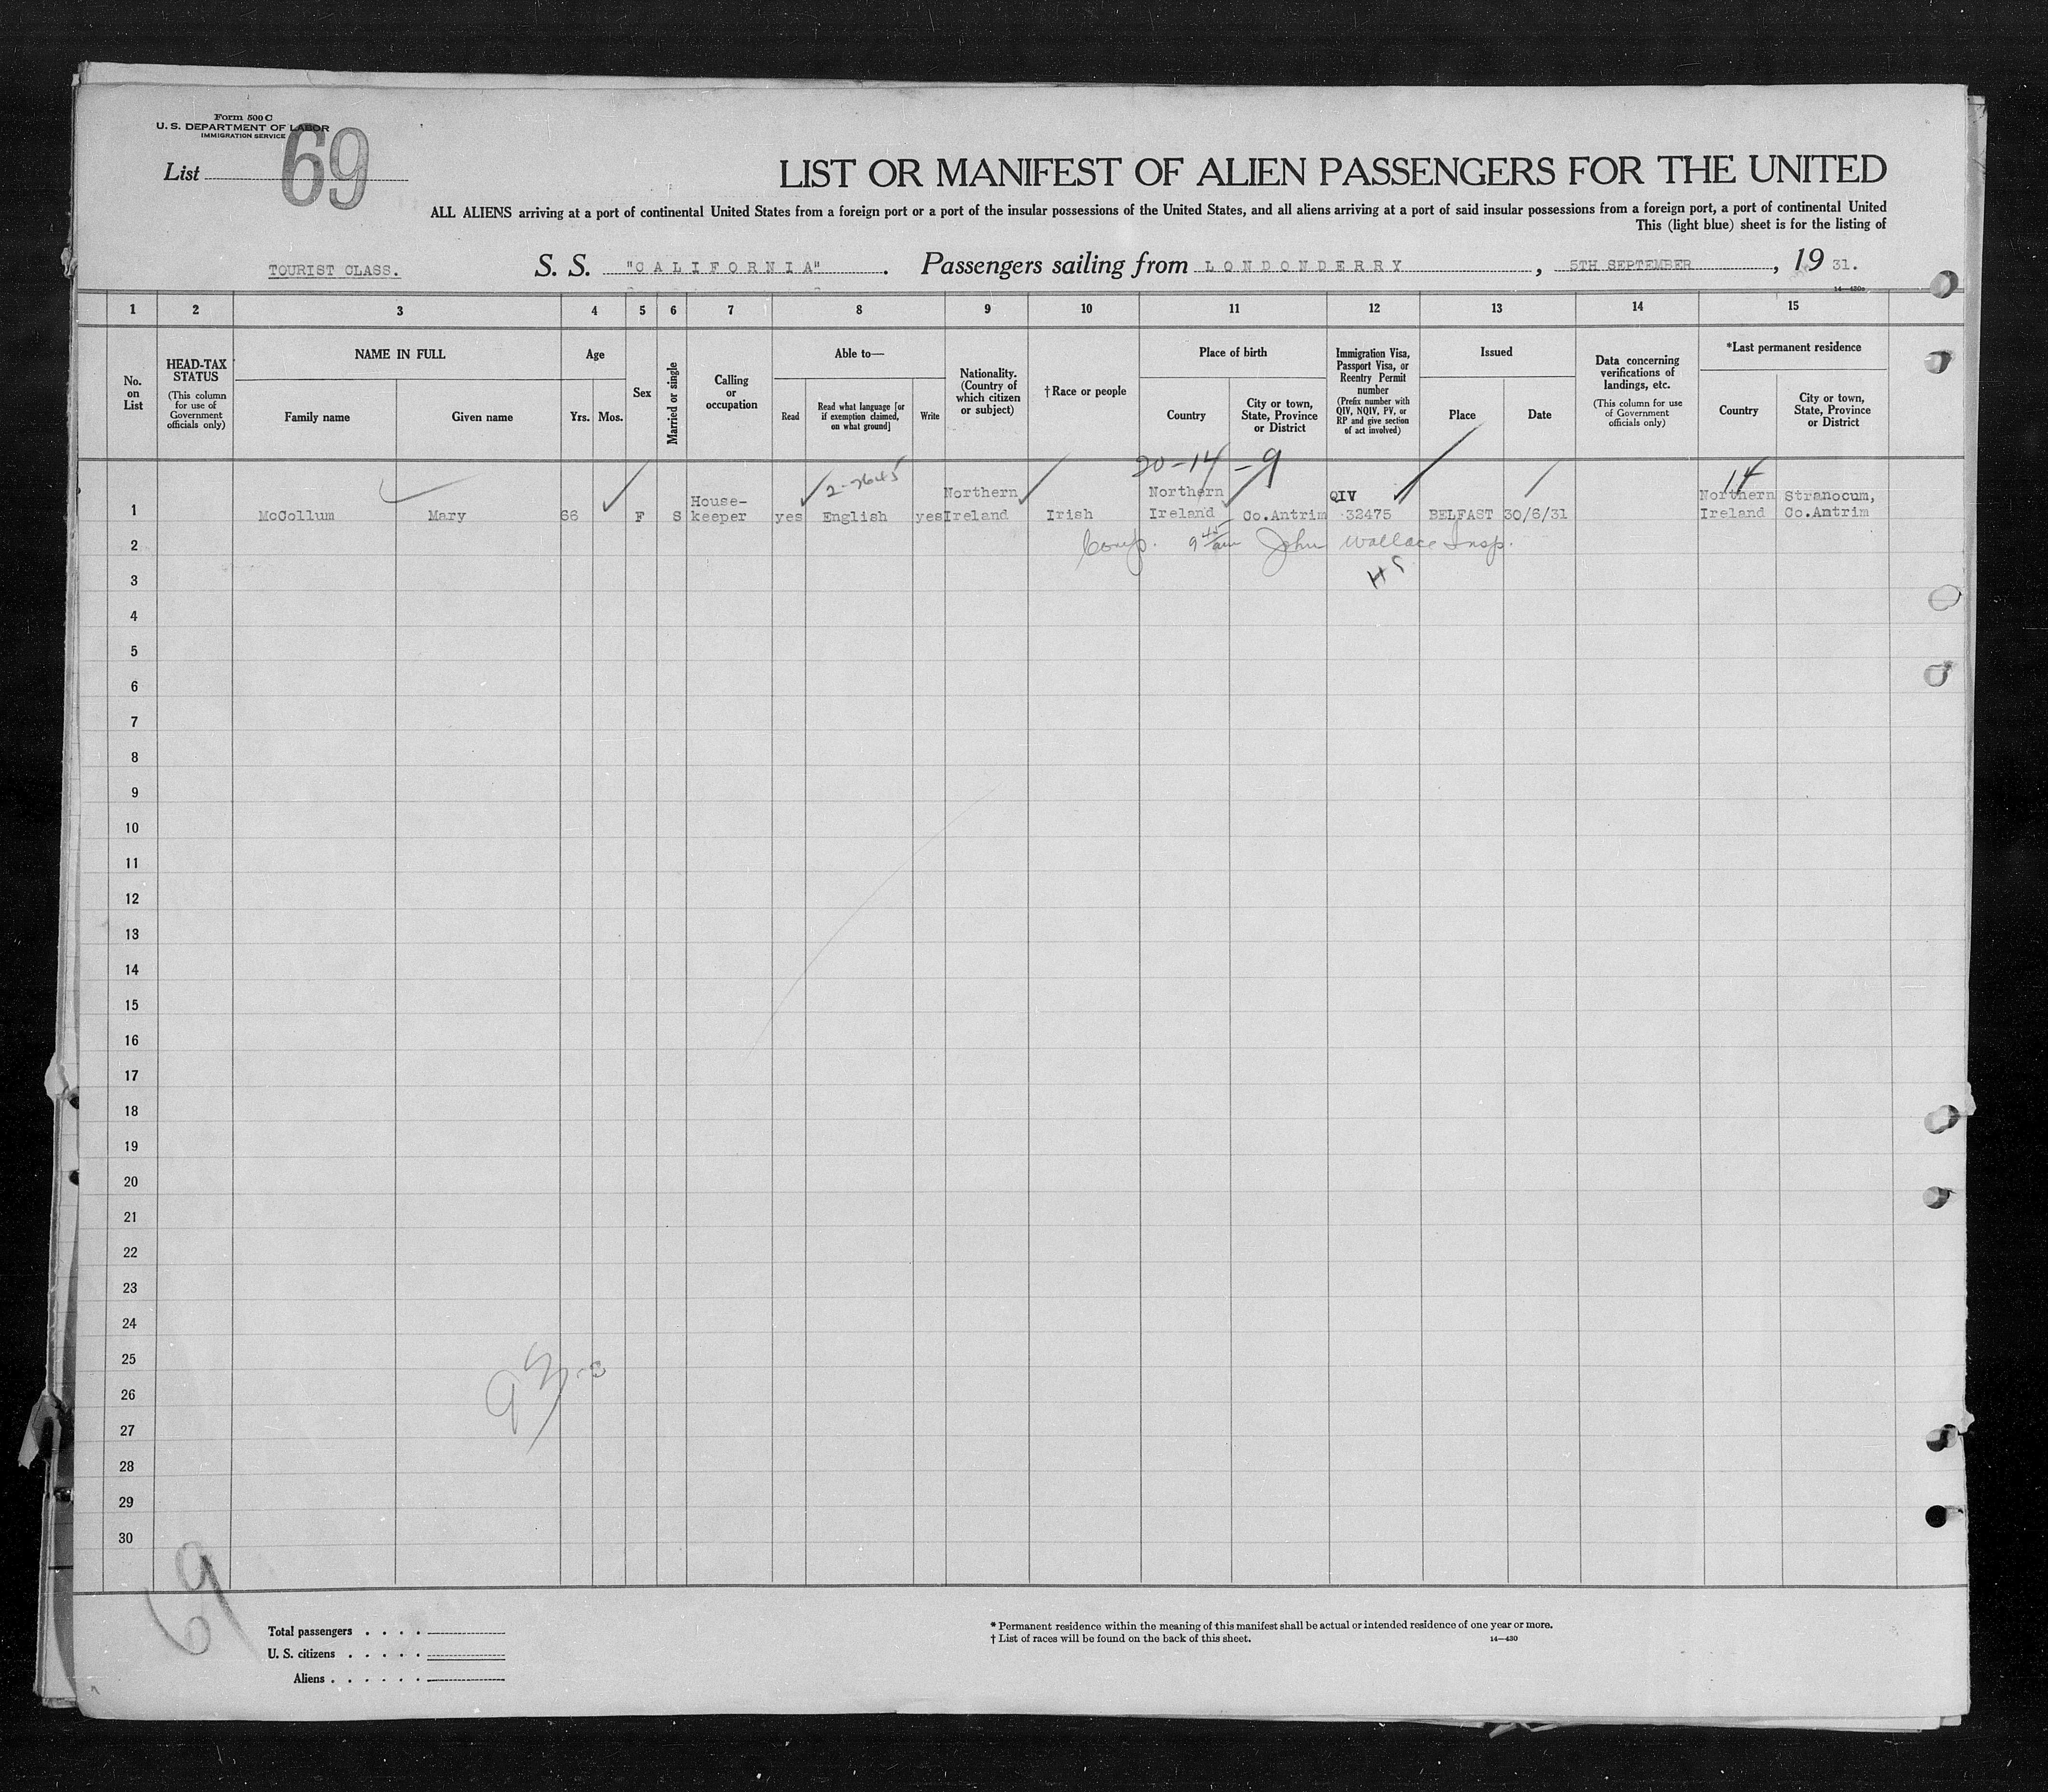 Form 500 C
U. S. DEPARTMENT OF LABOR
IMMIGRATION SERVICE
List 69
LIST OR MANIFEST OF ALIEN PASSENGERS FOR THE UNITED
ALL ALIENS arriving at a port of continental United States from a foreign port or a port of the insular possessions of the United States, and all aliens arriving at a port of said insular possessions from a foreign port, a port of continental United
This (light blue) sheet is for the listing of
TOURIST CLASS. S. S. "CALIFORNIA". Passengers sailing from LONDONDERRY, 5TH SEPTEMBER, 19 31.
1 2 3 4 5 6 7 8 9 10 11 12 13 14 15
No. on List
HEAD-TAX STATUS
(This column for use of Government officials only)
NAME IN FULL
Family name
Given name
Age
Yrs.
Mos.
Sex
Married or single
Calling or occupation
Able to—
Read
Read what language [or if exemption claimed, on what ground]
Write
Nationality. (Country of which citizen or subject)
† Race or people
Place of birth
Country
City or town, State, Province or District
Immigration Visa, Passport Visa, or Reentry Permit number
(Prefix number with QIV, NQIV, PV, or RP and give section of act involved)
Issued
Place
Date
Data concerning verifications of landings, etc.
(This column for use of Government officials only)
*Last permanent residence
Country
City or town, State, Province or District
20-14-9
2-2645
14
1 McCollum Mary 66 F S House-keeper yes English yes Northern Ireland Irish Northern Ireland Co.Antrim QIV 32475 BELFAST 30/6/31 Northern Ireland Stranocum, Co.Antrim
2 Comp. 9 45 am John Wallace Insp.
3
4
5
6
7
8
9
10
11
12
13
14
15
16
17
18
19
20
21
22
23
24
25
26
27
28
29
30
69
Total passengers . . . .
U. S. citizens . . . . .
Aliens . . . . . .
* Permanent residence within the meaning of this manifest shall be actual or intended residence of one year or more.
† List of races will be found on the back of this sheet. 14—430